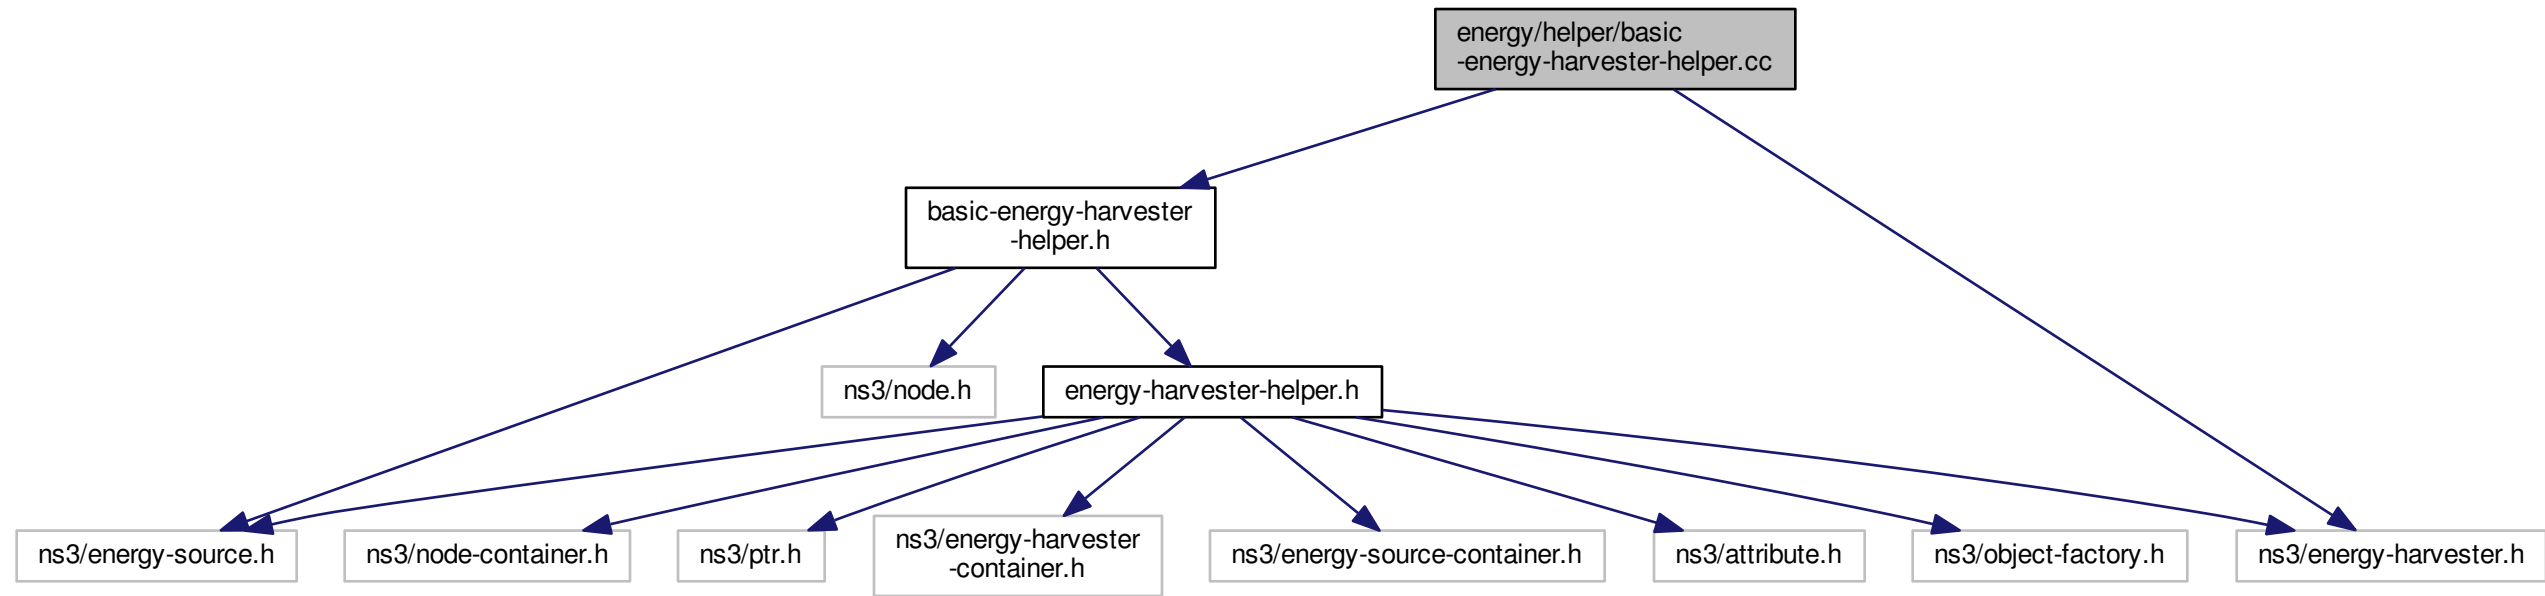 energy/helper/basic
-energy-harvester-helper.cc
basic-energy-harvester
-helper.h
ns3/node.h
energy-harvester-helper.h
ns3/energy-source.h
ns3/node-container.h
ns3/ptr.h
ns3/energy-harvester
-container.h
ns3/energy-source-container.h
ns3/attribute.h
ns3/object-factory.h
ns3/energy-harvester.h